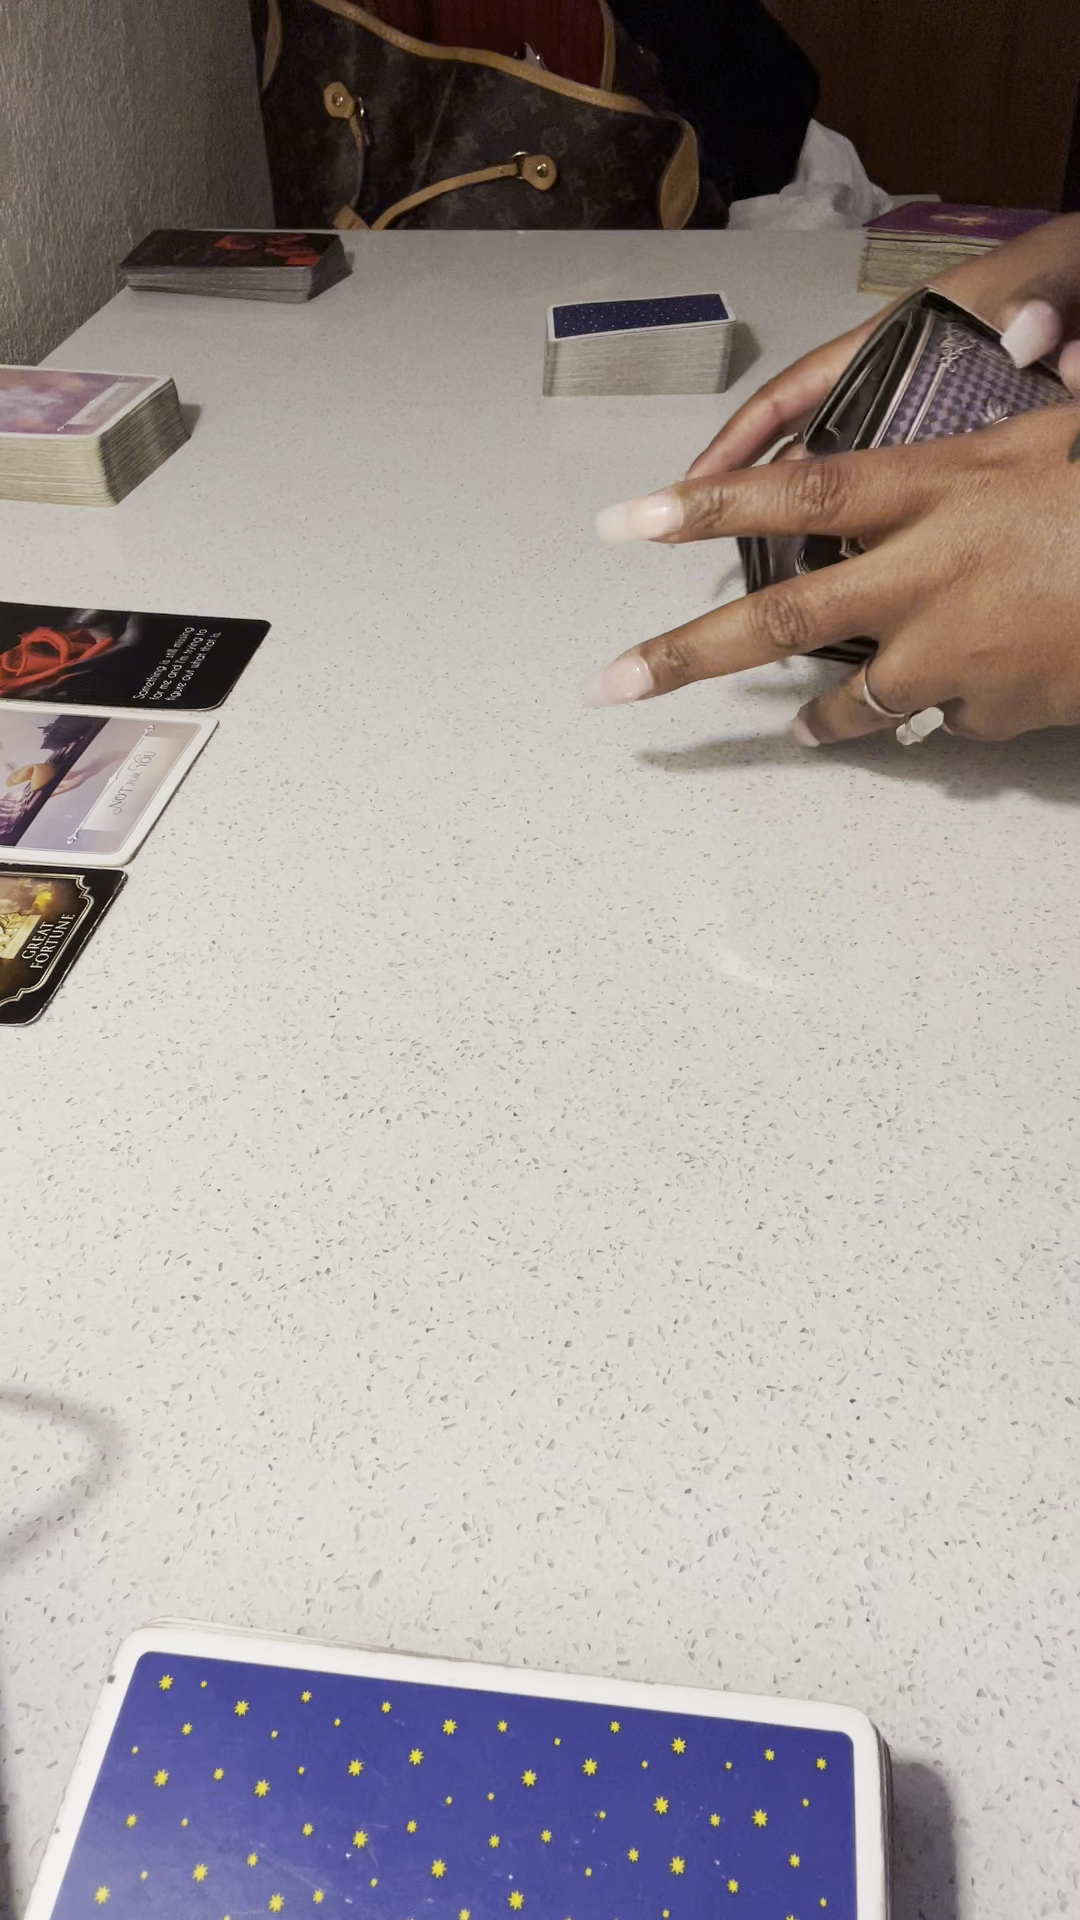 Something is still missing
for me and I'm trying to
figure out what that is.
NOT FOR YOU
GREAT
FORTUNE